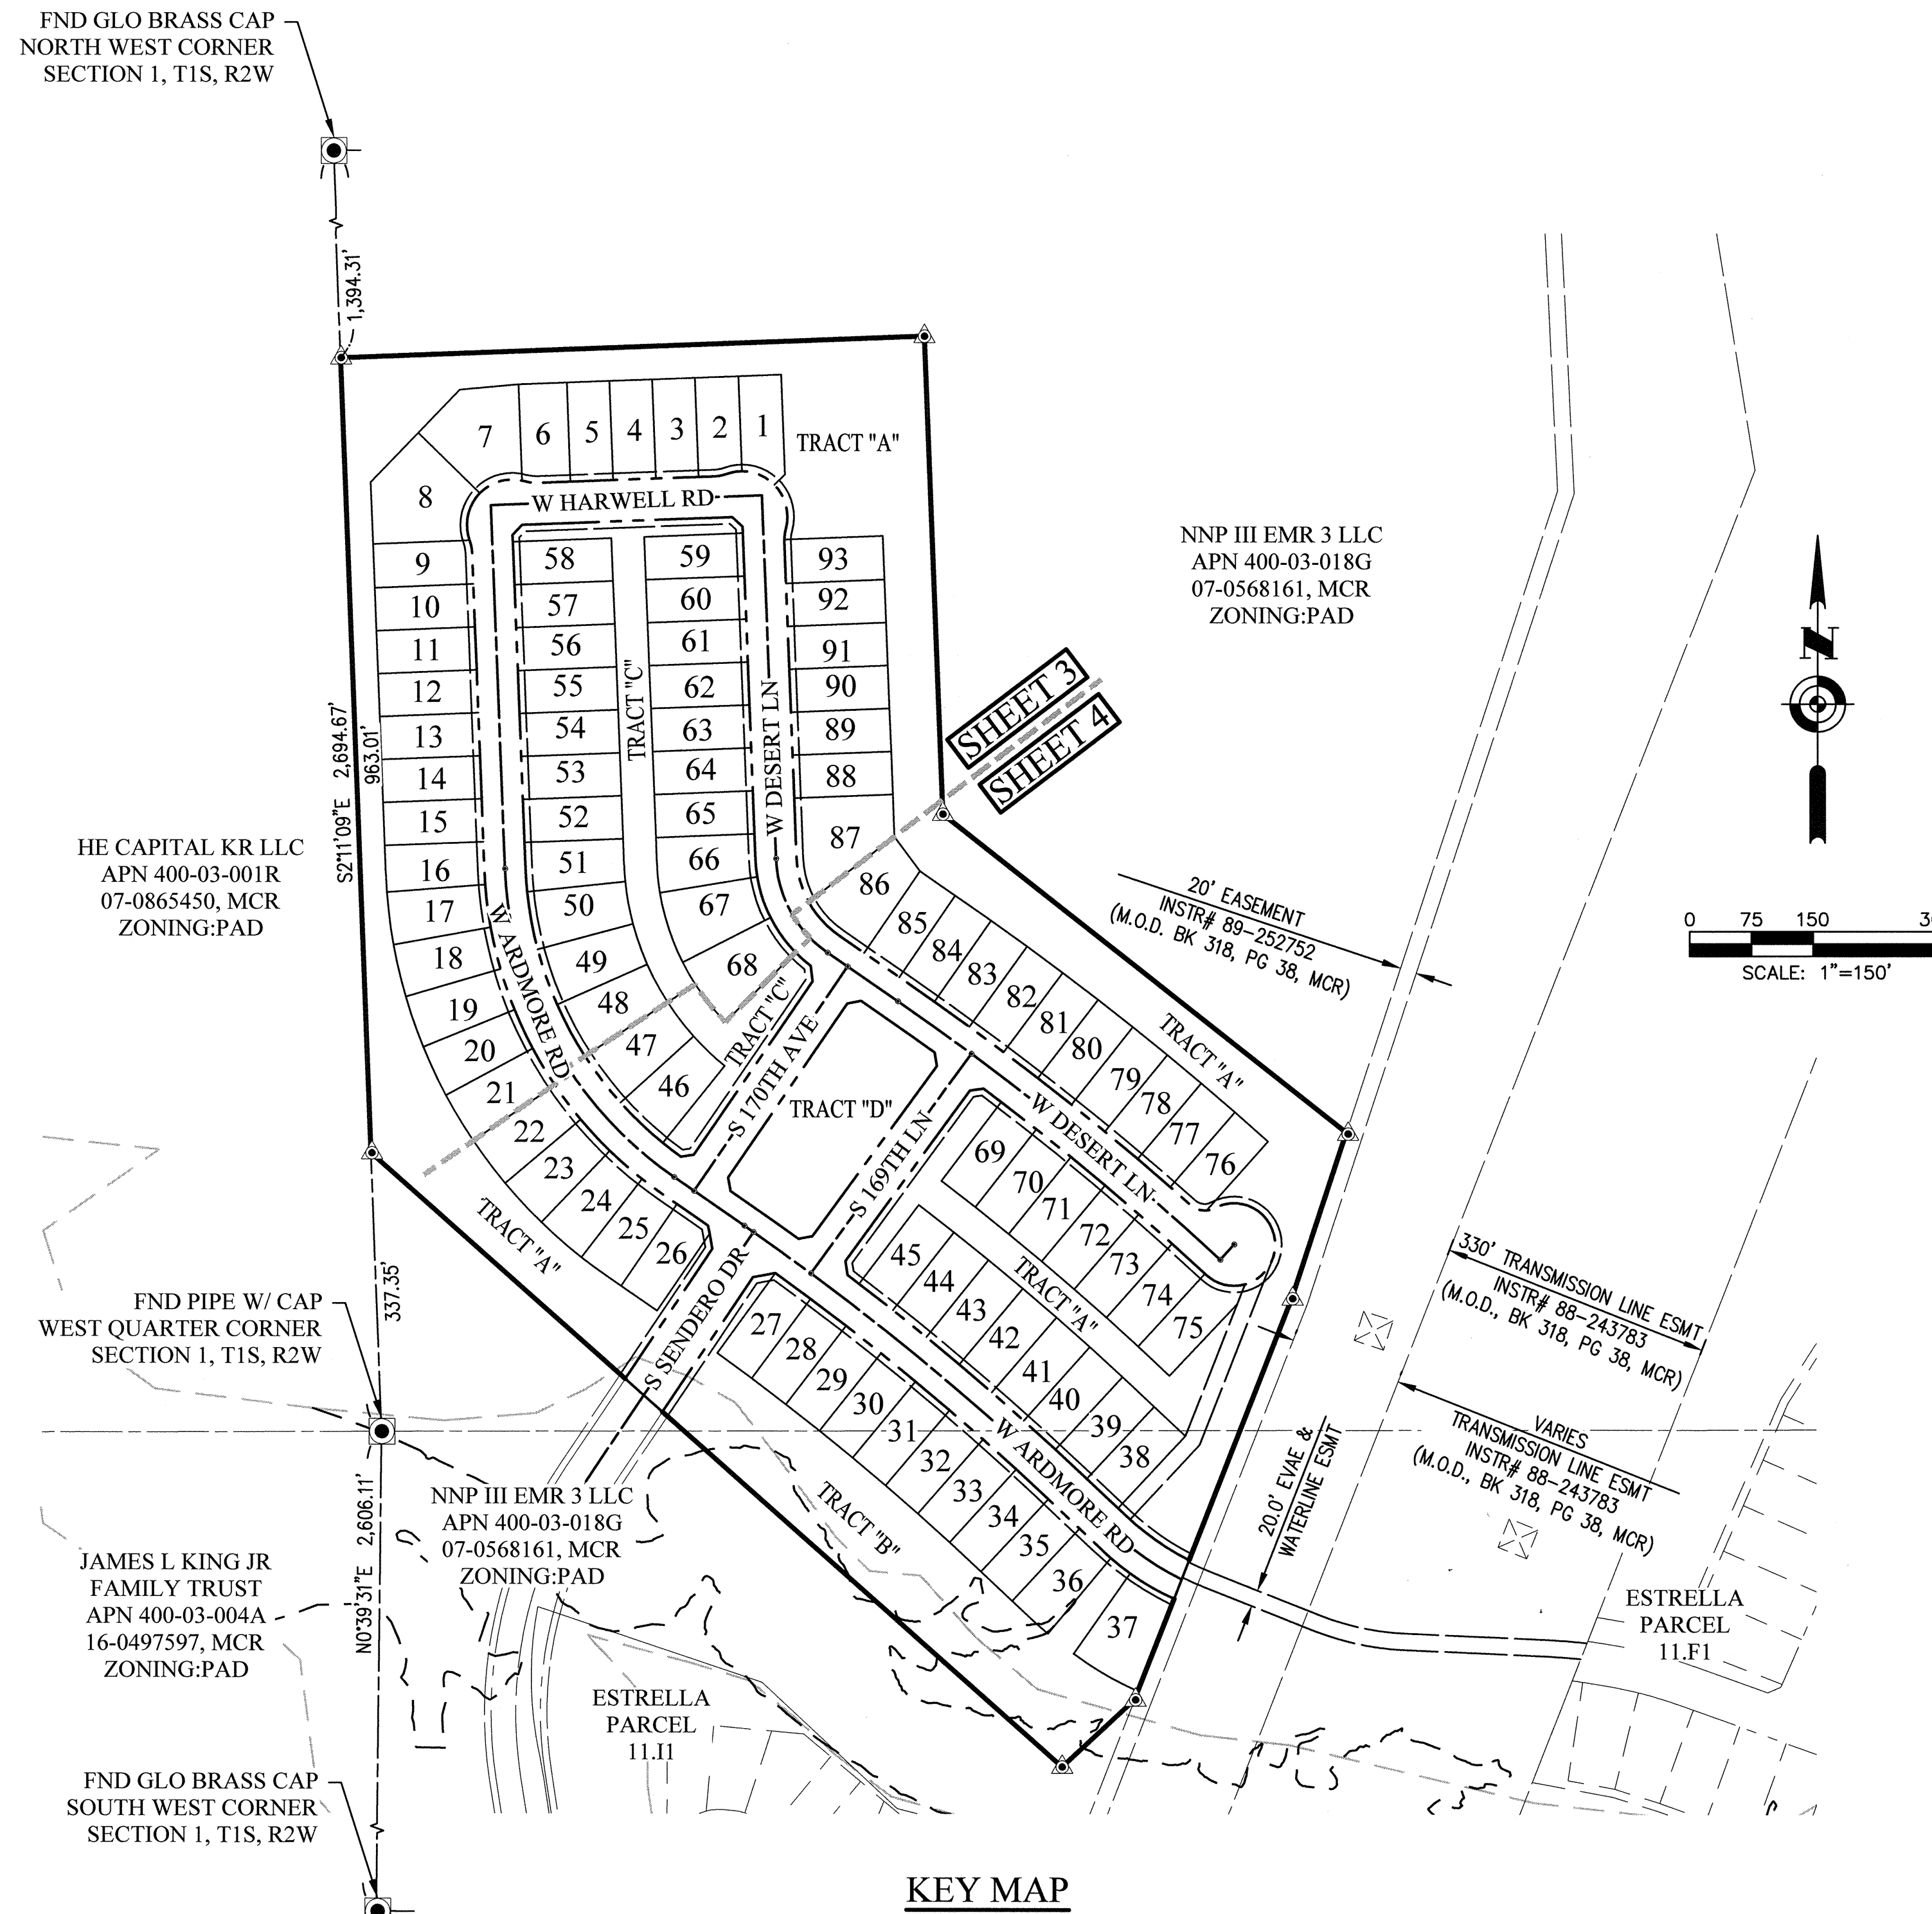 FND GLO BRASS CAP
NORTH WEST CORNER
SECTION 1, T1S, R2W
1,394.31'
7
6
5
4
3
2
1
TRACT "A"
8
W HARWELL RD
9
10
11
12
13
14
15
16
17
18
19
20
21
22
23
24
25
26
58
57
56
55
54
53
52
51
50
49
48
47
46
TRACT "C"
59
60
61
62
63
64
65
66
67
68
W DESERT LN
93
92
91
90
89
88
87
86
85
84
83
82
81
80
79
78
77
76
NNP III EMR 3 LLC
APN 400-03-018G
07-0568161, MCR
ZONING:PAD
N
SHEET 3
SHEET 4
S2°11'09"E 2,694.67'
963.01'
HE CAPITAL KR LLC
APN 400-03-001R
07-0865450, MCR
ZONING:PAD
W ARDMORE RD
TRACT "C"
S 170TH AVE
TRACT "D"
S 169TH LN
W DESERT LN
TRACT "A"
20' EASEMENT
INSTR# 89-252752
(M.O.D. BK 318, PG 38, MCR)
0 75 150
SCALE: 1"=150'
69
70
71
72
73
74
75
TRACT "A"
45
44
43
42
41
40
39
38
TRACT "A"
S SENDERO DR
27
28
29
30
31
32
33
34
35
36
37
W ARDMORE RD
TRACT "B"
337.35'
FND PIPE W/ CAP
WEST QUARTER CORNER
SECTION 1, T1S, R2W
330' TRANSMISSION LINE ESMT
INSTR# 88-243783
(M.O.D., BK 318, PG 38, MCR)
VARIES
TRANSMISSION LINE ESMT
INSTR# 88-243783
(M.O.D., BK 318, PG 38, MCR)
20.0' EVAE &
WATERLINE ESMT
NNP III EMR 3 LLC
APN 400-03-018G
07-0568161, MCR
ZONING:PAD
N0°39'31"E 2,606.11'
JAMES L KING JR
FAMILY TRUST
APN 400-03-004A
16-0497597, MCR
ZONING:PAD
ESTRELLA
PARCEL
11.I1
ESTRELLA
PARCEL
11.F1
FND GLO BRASS CAP
SOUTH WEST CORNER
SECTION 1, T1S, R2W
KEY MAP